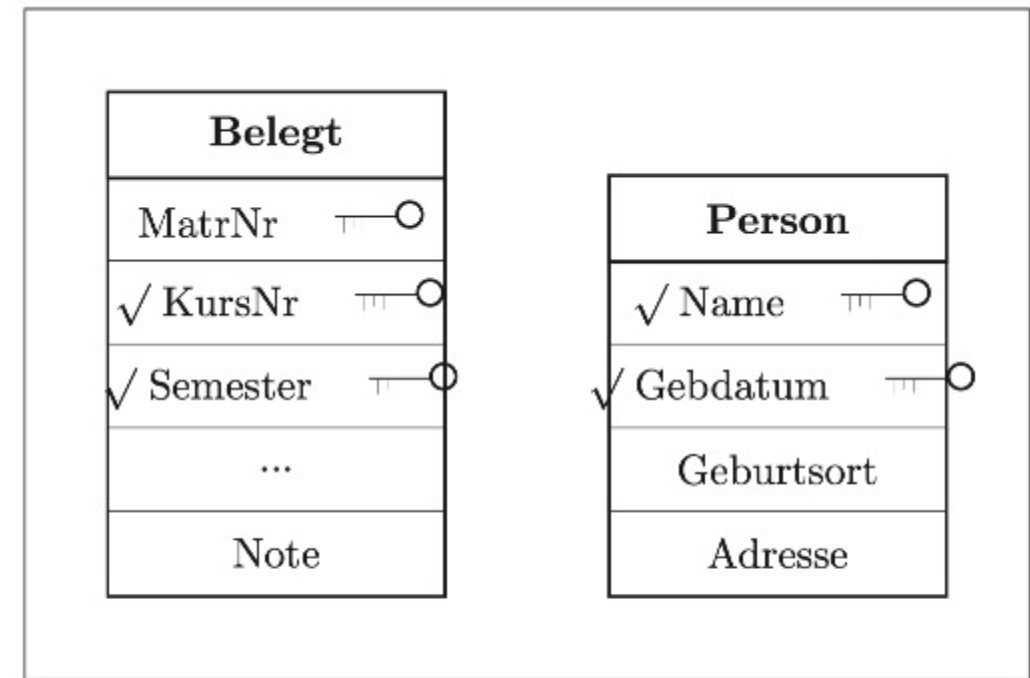 Belegt
MatrNr
√ KursNr
√ Semester
...
Note
Person
√ Name
√ Gebdatum
Geburtsort
Adresse